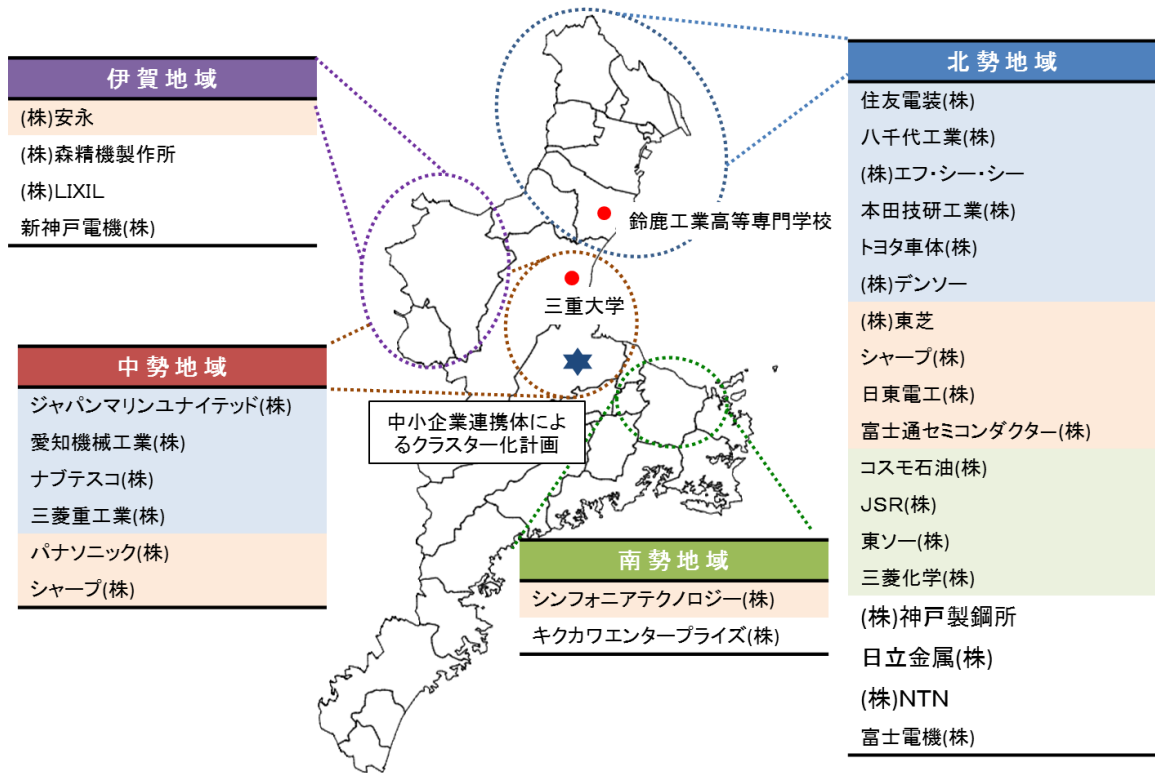 伊賀地域
(株)安永
(株)森精機製作所
(株)LIXIL
新神戸電機(株)
中勢地域
ジャパンマリンユナイテッド(株)
愛知機械工業(株)
ナブテスコ(株)
三菱重工業(株)
パナソニック(株)
シャープ(株)
鈴鹿工業高等専門学校
三重大学
中小企業連携体によ
るクラスター化計画
南勢地域
シンフォニアテクノロジー(株)
キクカワエンタープライズ(株)
北勢地域
住友電装(株)
八千代工業(株)
(株)エフ・シー・シー
本田技研工業(株)
トヨタ車体(株)
(株)デンソー
(株)東芝
シャープ(株)
日東電工(株)
富士通セミコンダクター(株)
コスモ石油(株)
JSR(株)
東ソー(株)
三菱化学(株)
(株)神戸製鋼所
日立金属(株)
(株)NTN
富士電機(株)